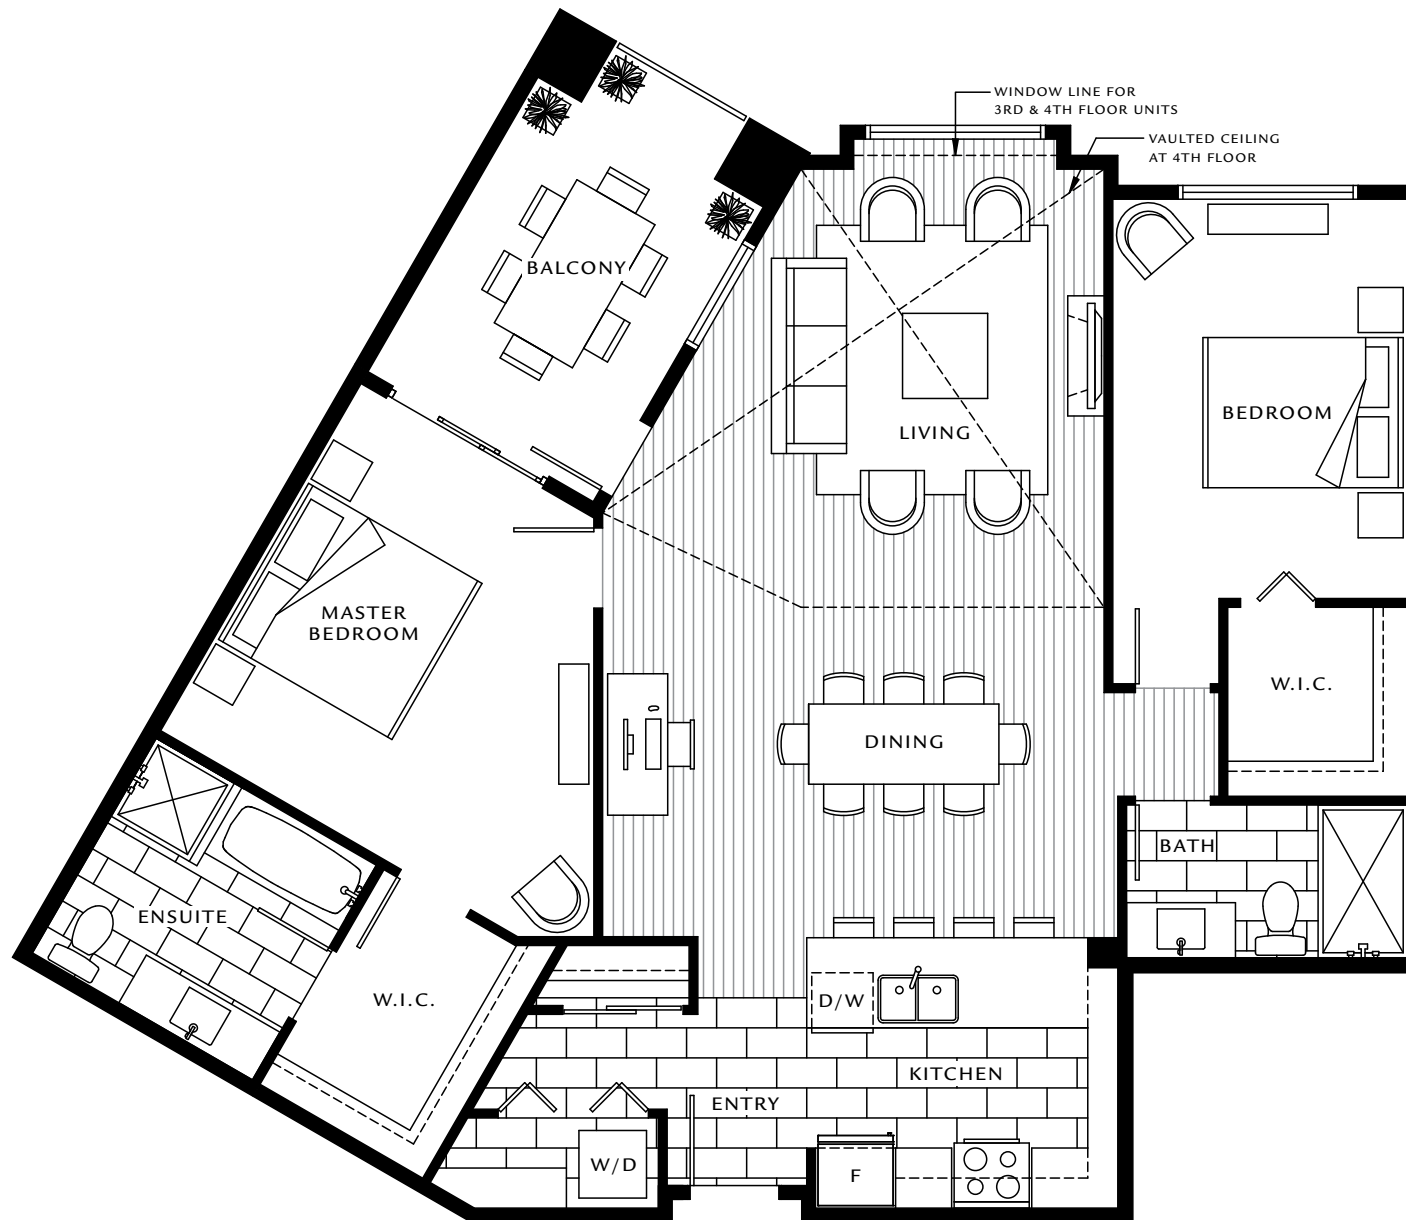 WINDOW LINE FOR
3RD & 4TH FLOOR UNITS
VAULTED CEILING
AT 4TH FLOOR
BALCONY
LIVING
BEDROOM
MASTER
BEDROOM
W.I.C.
DINING
BATH
ENSUITE
W.I.C.
D/W
KITCHEN
ENTRY
W/D
F